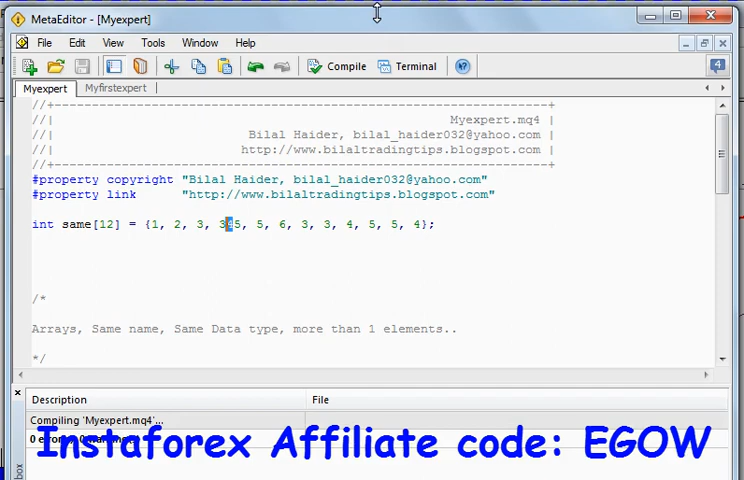 MetaEditor - [Myexpert]
File Edit View Tools Window Help
Compile Terminal 4
Myexpert Myfirstexpert
//+------------------------------------------------------------------+
//| Myexpert.mq4 |
//| Bilal Haider, bilal_haider032@yahoo.com |
//| http://www.bilaltradingtips.blogspot.com |
//+------------------------------------------------------------------+
#property copyright "Bilal Haider, bilal_haider032@yahoo.com"
#property link "http://www.bilaltradingtips.blogspot.com"
int same[12] = {1, 2, 3, 3 5, 5, 6, 3, 3, 4, 5, 5, 4};
/*
Arrays, Same name, Same Data type, more than 1 elements..
*/
Description File
Compiling 'Myexpert.mq4'...
Instaforex Affiliate code: EGOW